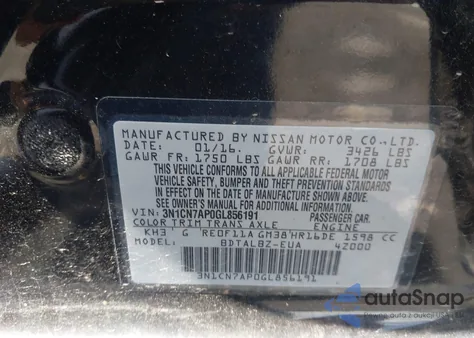 MANUFACTURED BY NISSAN MOTOR CO.,LTD.
DATE: 01/16. GVWR: 3426 LBS
GAWR FR: 1750 LBS GAWR RR: 1708 LBS
THIS VEHICLE CONFORMS TO ALL APPLICABLE FEDERAL MOTOR
VEHICLE SAFETY, BUMPER AND THEFT PREVENTION STANDARDS
IN EFFECT ON THE DATE OF MANUFACTURE SHOWN ABOVE.
SEE OWNER'S MANUAL FOR ADDITIONAL INFORMATION
VIN: 3N1CN7AP0GL856191 PASSENGER CAR.
COLOR TRIM TRANS AXLE ENGINE
KH3 G RE0F11A GM38 HR16DE 1598 CC
MODEL: BDTALBZ-EUA 42000
3N1CN7AP0GL856191
autoSnap